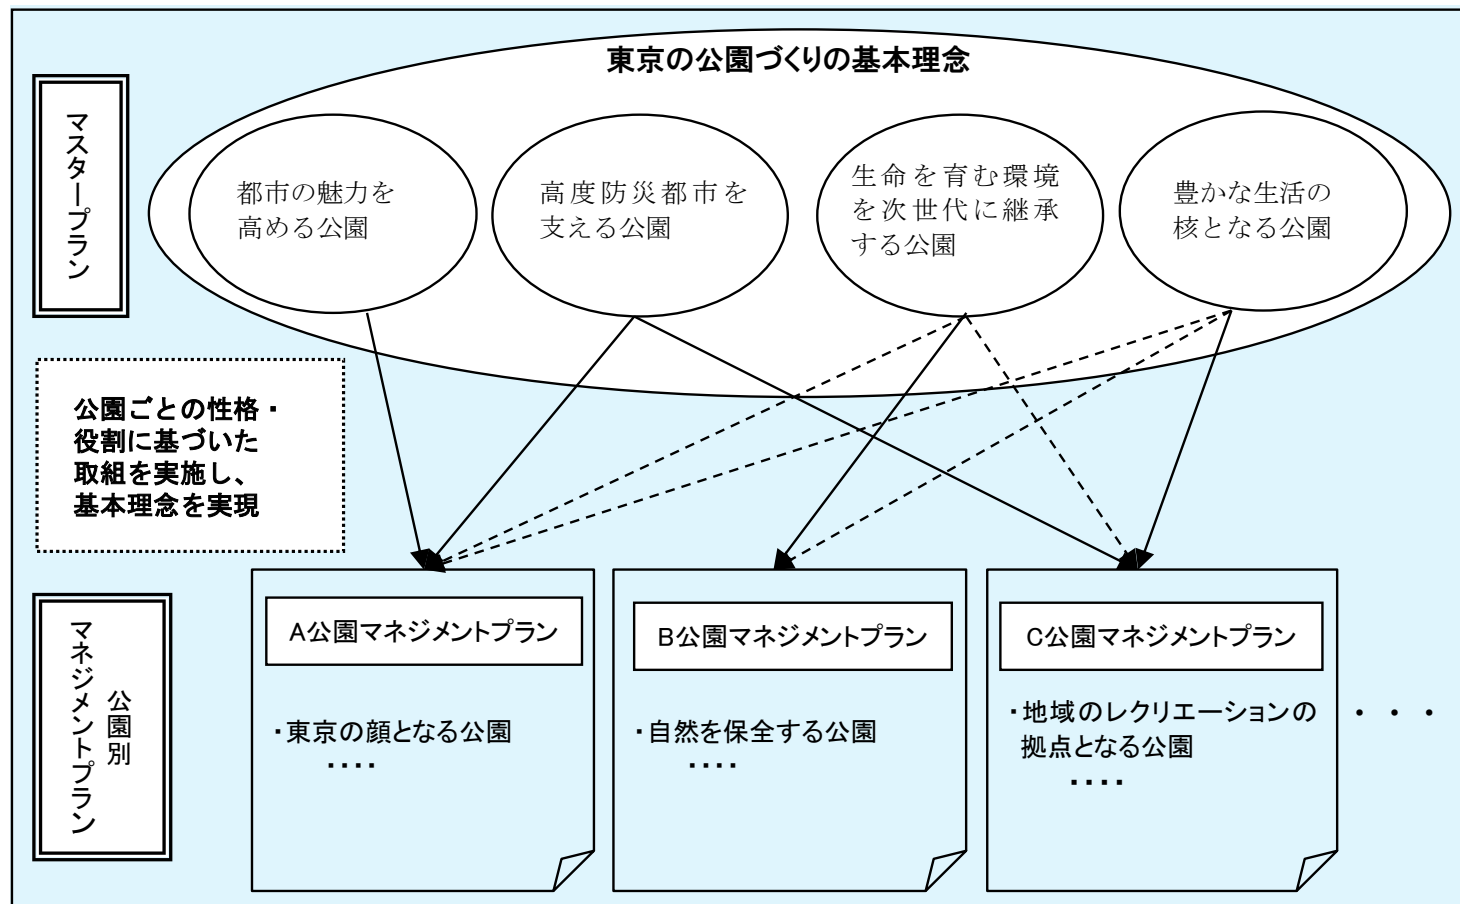 東京の公園づくりの基本理念
マスタープラン
都市の魅力を
高める公園
高度防災都市を
支える公園
生命を育む環境
を次世代に継承
する公園
豊かな生活の
核となる公園
公園ごとの性格・
役割に基づいた
取組を実施し、
基本理念を実現
公園別
マネジメントプラン
A公園マネジメントプラン
・東京の顔となる公園
・・・・
B公園マネジメントプラン
・自然を保全する公園
・・・・
C公園マネジメントプラン
・地域のレクリエーションの
拠点となる公園
・・・・
・・・